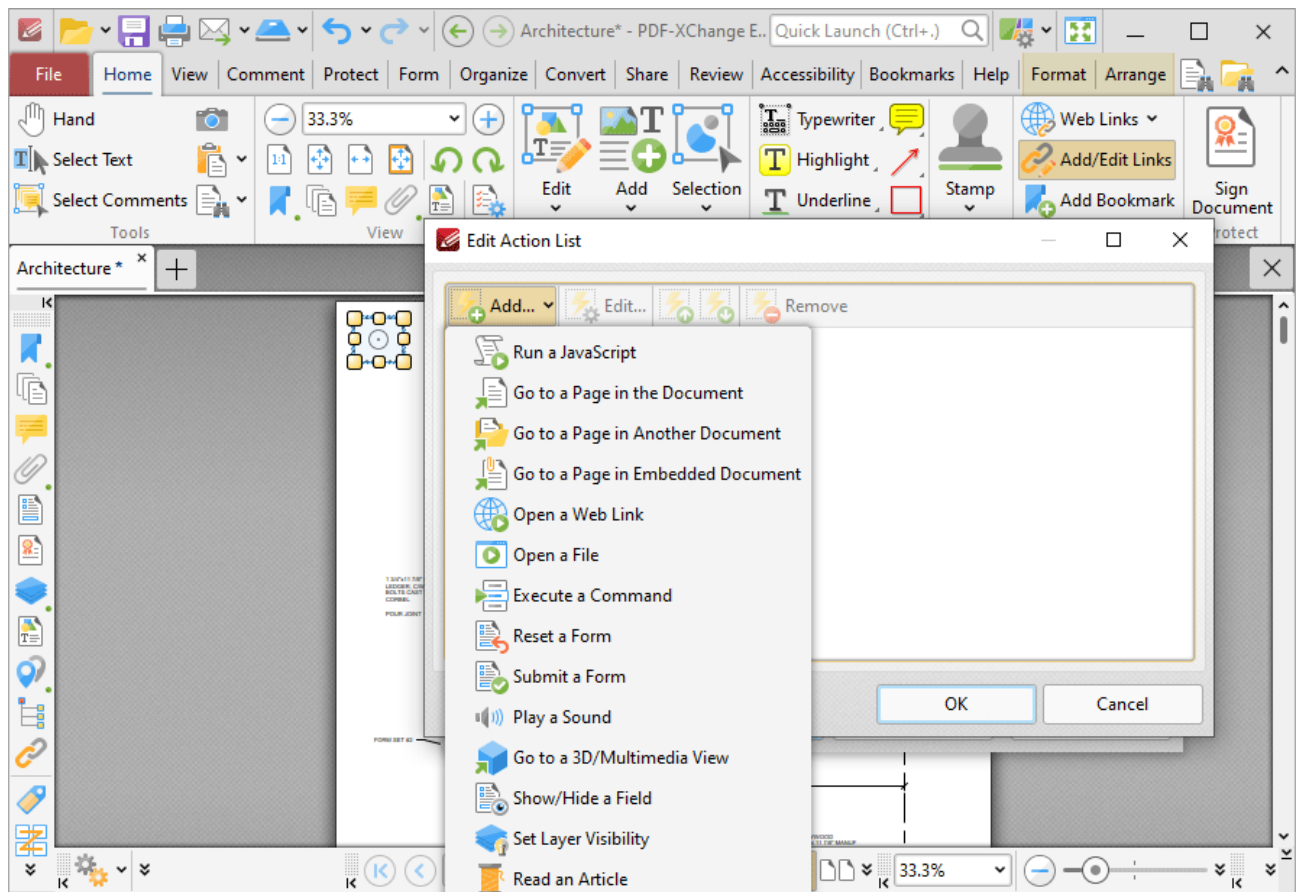 Architecture* - PDF-XChange E..
Quick Launch (Ctrl+.)
File Home View Comment Protect Form Organize Convert Share Review Accessibility Bookmarks Help Format Arrange
Hand
Select Text
Select Comments
Tools
33.3%
1:1
View
Edit
Add
Selection
Typewriter
Highlight
Underline
Stamp
Web Links
Add/Edit Links
Add Bookmark
Sign
Document
rotect
Architecture *
Edit Action List
Add... Edit... Remove
Run a JavaScript
Go to a Page in the Document
Go to a Page in Another Document
Go to a Page in Embedded Document
Open a Web Link
Open a File
Execute a Command
Reset a Form
Submit a Form
Play a Sound
Go to a 3D/Multimedia View
Show/Hide a Field
Set Layer Visibility
Read an Article
OK
Cancel
POUR JOINT
33.3%